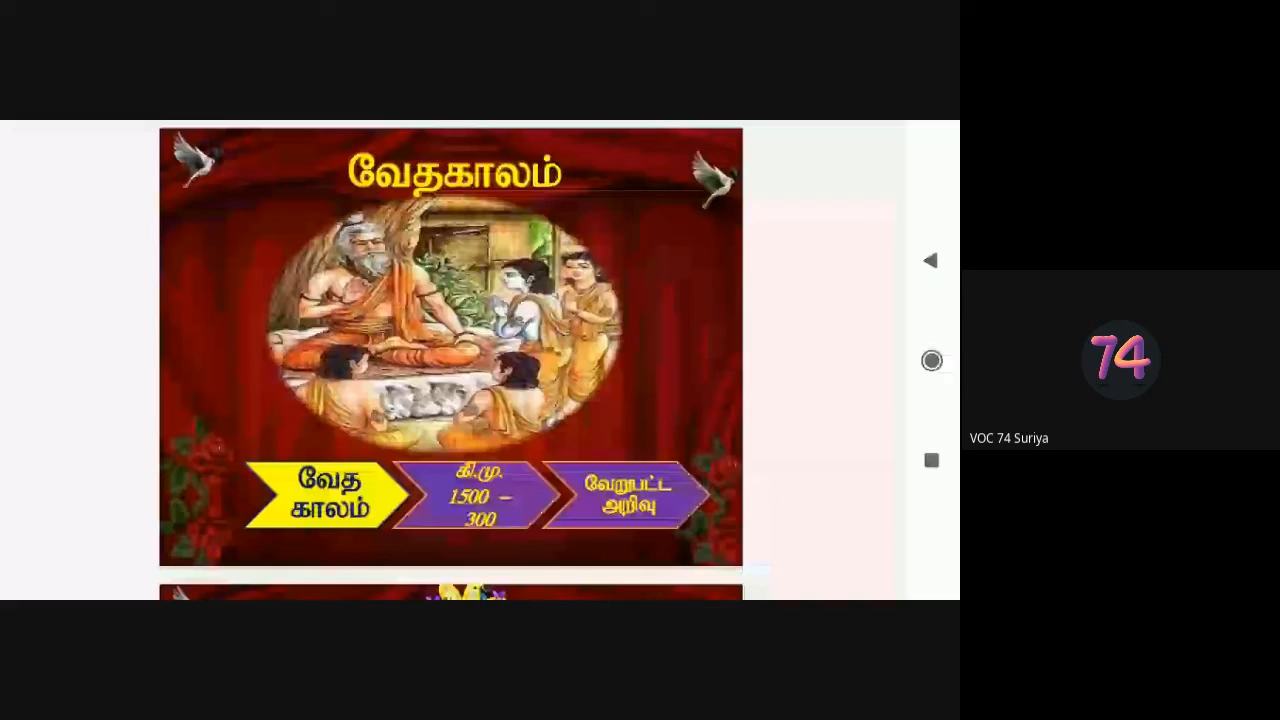 வேதகாலம்
வேத
காலம்
கி.மு.
1500 –
300
வேறுபட்ட
அறிவு
74
VOC 74 Suriya